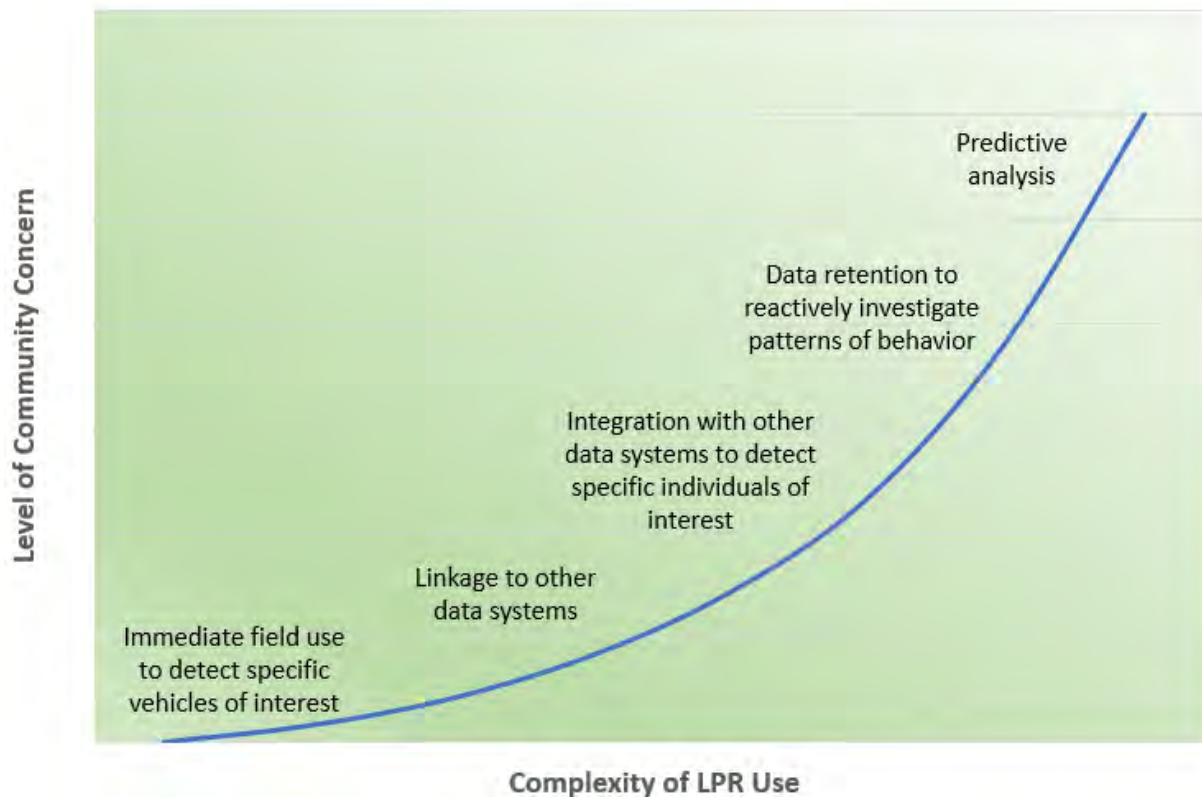 Level of Community Concern
Predictive
analysis
Data retention to
reactively investigate
patterns of behavior
Integration with other
data systems to detect
specific individuals of
interest
Linkage to other
data systems
Immediate field use
to detect specific
vehicles of interest
Complexity of LPR Use